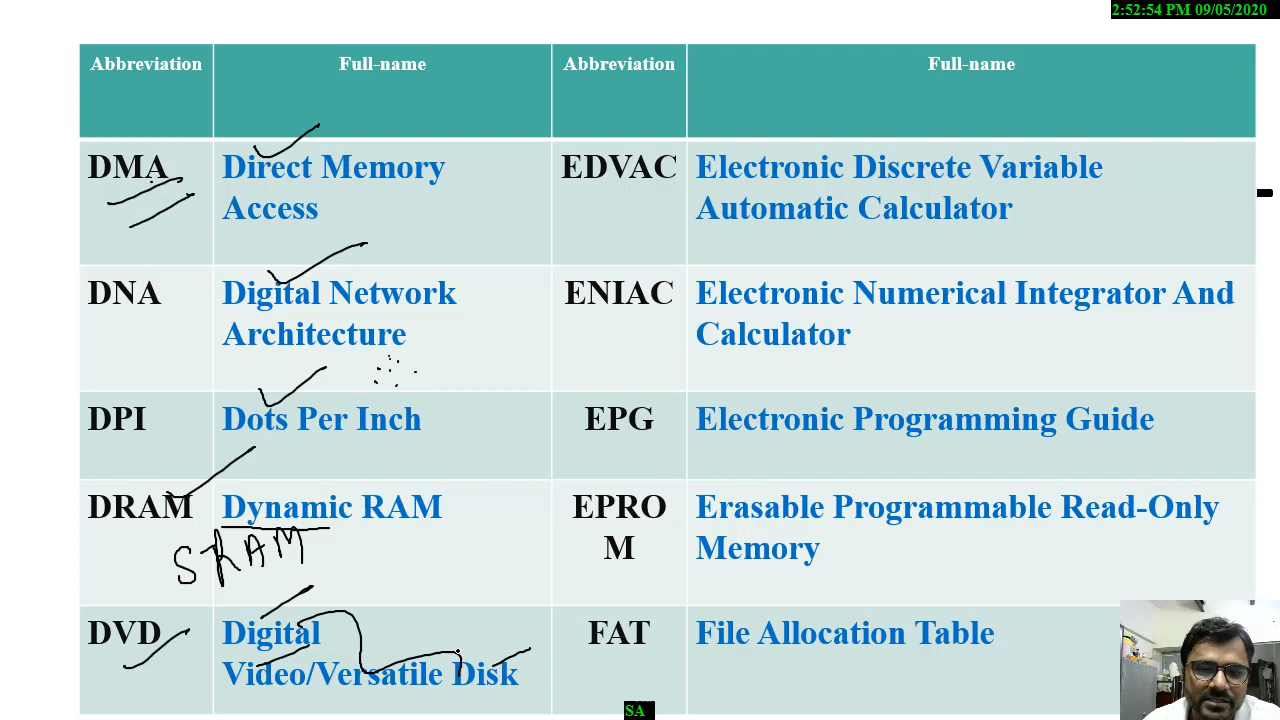 2:52:54 PM 09/05/2020
Abbreviation Full-name Abbreviation Full-name
DMA Direct Memory EDVAC Electronic Discrete Variable
Access Automatic Calculator
DNA Digital Network ENIAC Electronic Numerical Integrator And
Architecture Calculator
DPI Dots Per Inch EPG Electronic Programming Guide
DRAM Dynamic RAM EPRO Erasable Programmable Read-Only
SRAM M Memory
DVD Digital FAT File Allocation Table
Video/Versatile Disk
SA